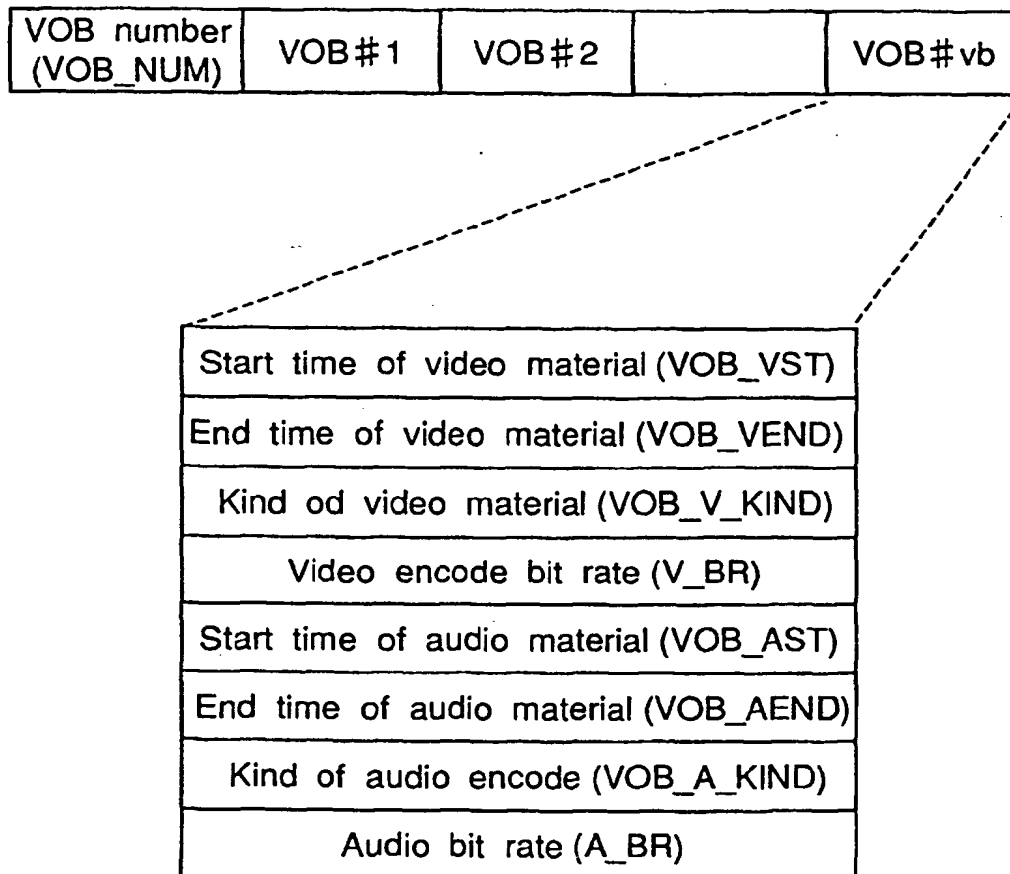 VOB number
(VOB_NUM)
VOB#1
VOB#2
VOB#vb
Start time of video material (VOB_VST)
End time of video material (VOB_VEND)
Kind od video material (VOB_V_KIND)
Video encode bit rate (V_BR)
Start time of audio material (VOB_AST)
End time of audio material (VOB_AEND)
Kind of audio encode (VOB_A_KIND)
Audio bit rate (A_BR)